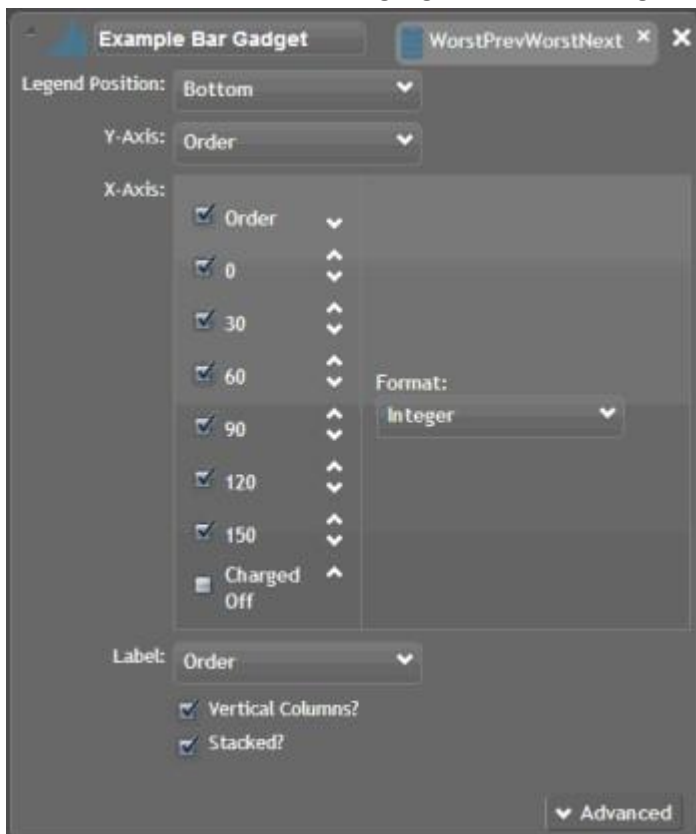 Example Bar Gadget
WorstPrevWorstNext
Legend Position: Bottom
Y-Axis: Order
X-Axis:
Order
0
30
60
90
120
150
Charged
Off
Format:
Integer
Label: Order
Vertical Columns?
Stacked?
Advanced